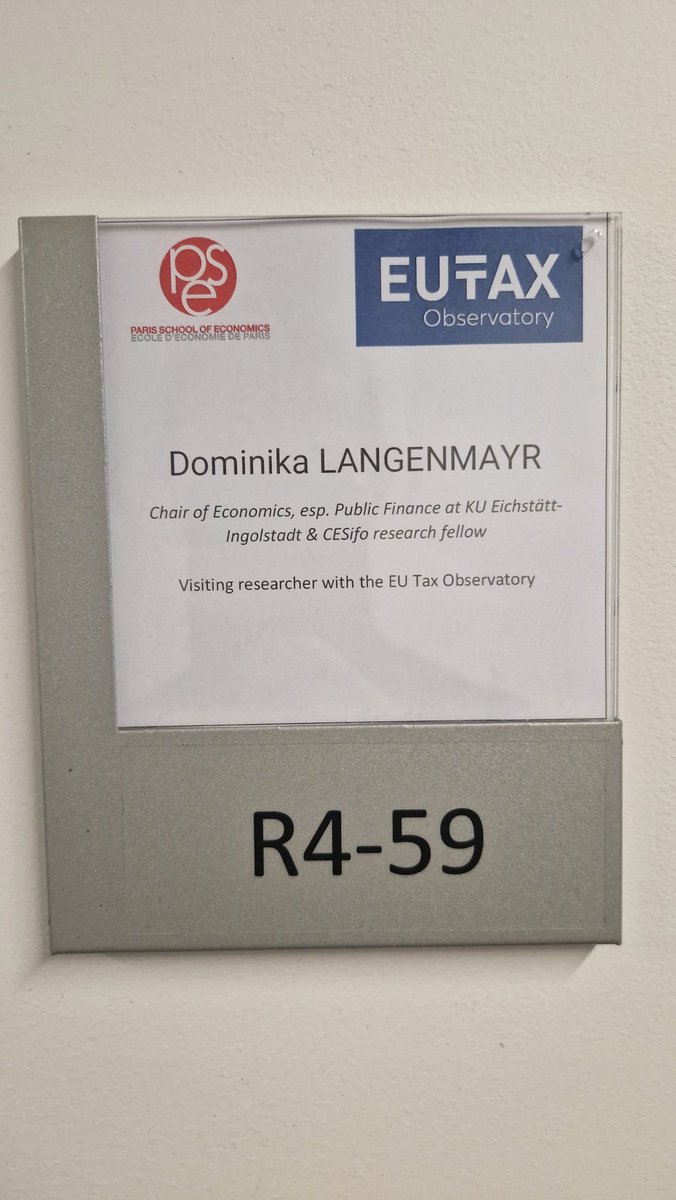 pse
PARIS SCHOOL OF ECONOMICS
ECOLE D'ECONOMIE DE PARIS
EUTAX
Observatory
Dominika LANGENMAYR
Chair of Economics, esp. Public Finance at KU Eichstätt-
Ingolstadt & CESifo research fellow
Visiting researcher with the EU Tax Observatory
R4-59